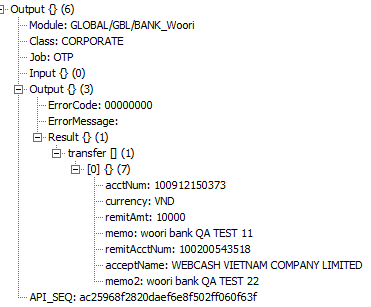 Output {} (6)
Module: GLOBAL/GBL/BANK_Woori
Class: CORPORATE
Job: OTP
Input {} (0)
Output {} (3)
ErrorCode: 00000000
ErrorMessage:
Result {} (1)
transfer [] (1)
[0] {} (7)
acctNum: 100912150373
currency: VND
remitAmt: 10000
memo: woori bank QA TEST 11
remitAcctNum: 100200543518
acceptName: WEBCASH VIETNAM COMPANY LIMITED
memo2: woori bank QA TEST 22
API_SEQ: ac25968f2820daef6e8f502ff060f63f